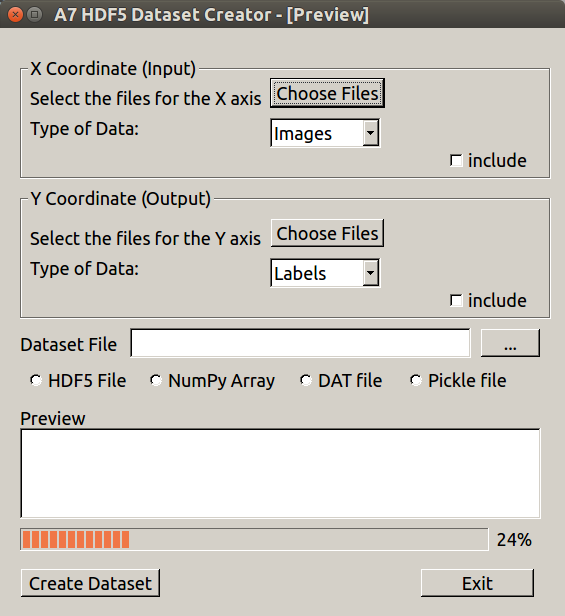 A7 HDF5 Dataset Creator - [Preview]
X Coordinate (Input)
Select the files for the X axis Choose Files
Type of Data: Images
include
Y Coordinate (Output)
Select the files for the Y axis Choose Files
Type of Data: Labels
include
Dataset File ...
HDF5 File NumPy Array DAT file Pickle file
Preview
24%
Create Dataset Exit